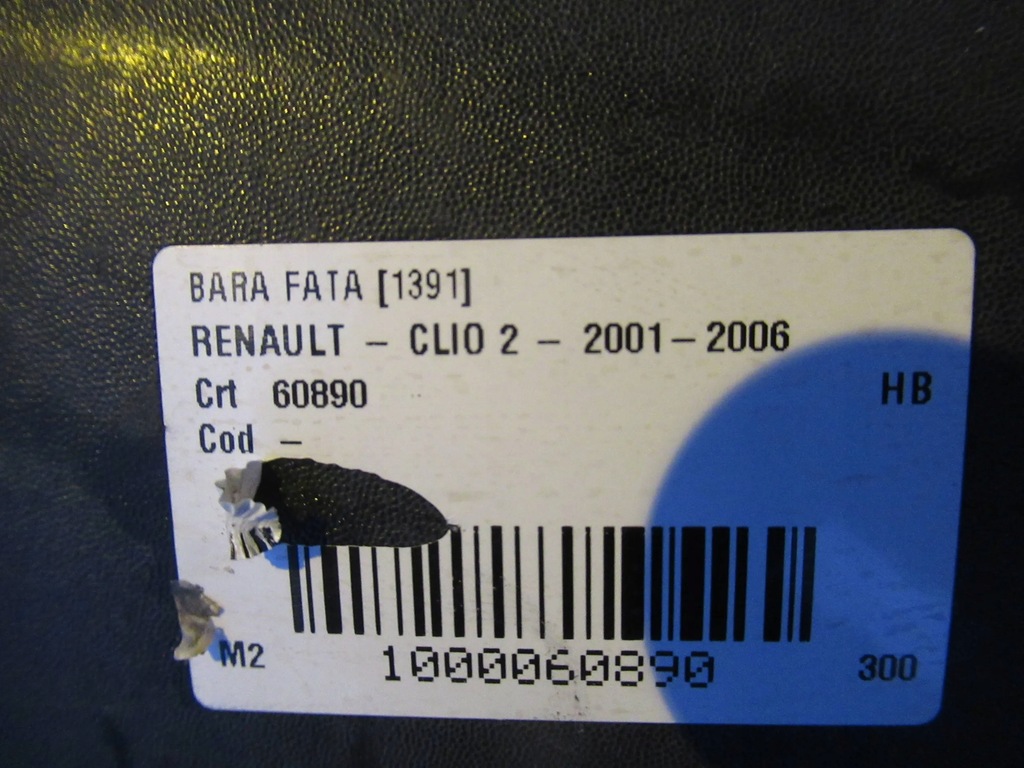 BARA FATA [1391]
RENAULT - CLIO 2 - 2001-2006
Crt 60890
HB
Cod -
M2
1000060890
300